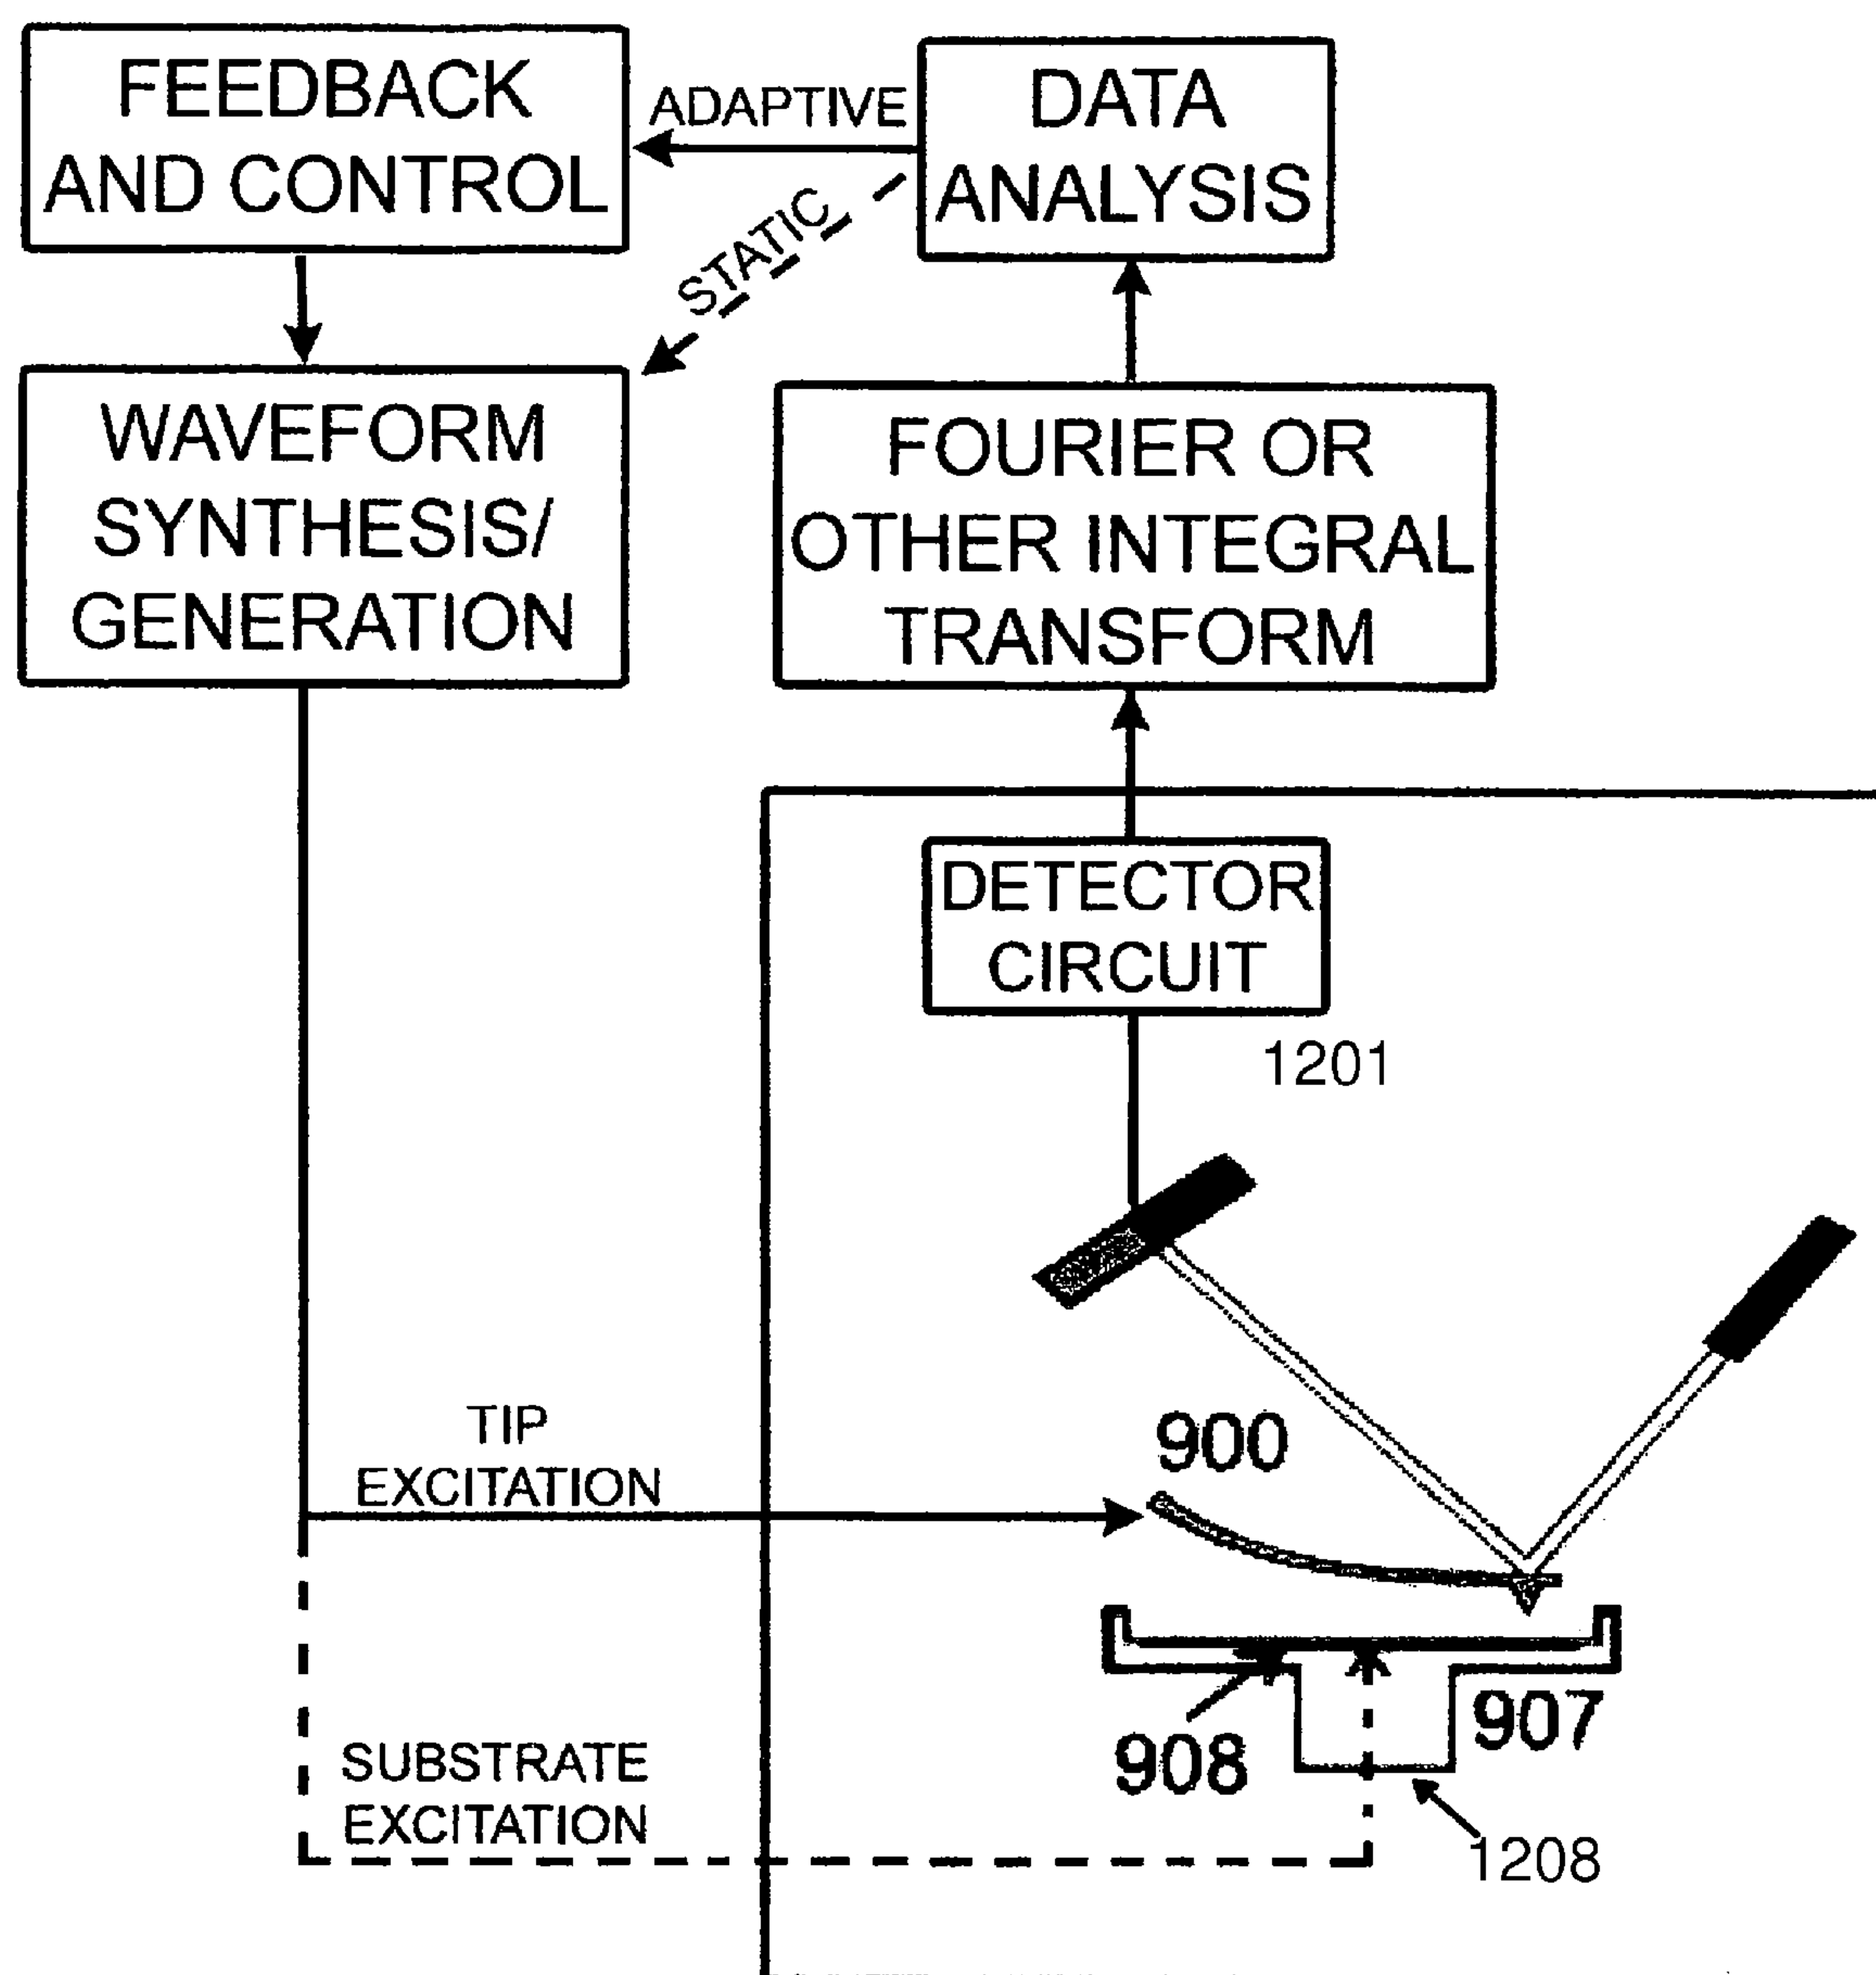 FEEDBACK
AND CONTROL
ADAPTIVE
DATA
ANALYSIS
STATIC
WAVEFORM
SYNTHESIS/
GENERATION
FOURIER OR
OTHER INTEGRAL
TRANSFORM
DETECTOR
CIRCUIT
1201
900
TIP
EXCITATION
907
908
SUBSTRATE
EXCITATION
1208